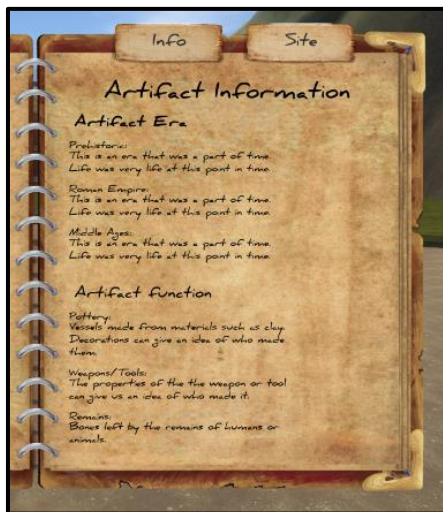 Info
Site
Artifact Information
Artifact Era
Prehistoric:
This is an era that was a part of time.
Life was very life at this point in time.
Roman Empire:
This is an era that was a part of time.
Life was very life at this point in time.
Middle Ages:
This is an era that was a part of time.
Life was very life at this point in time.
Artifact function
Pottery:
Vessels made from materials such as clay.
Decorations can give an idea of who made
them.
Weapons/Tools:
The properties of the the weapon or tool
can give us an idea of who made it.
Remains:
Bones left by the remains of humans or
animals.